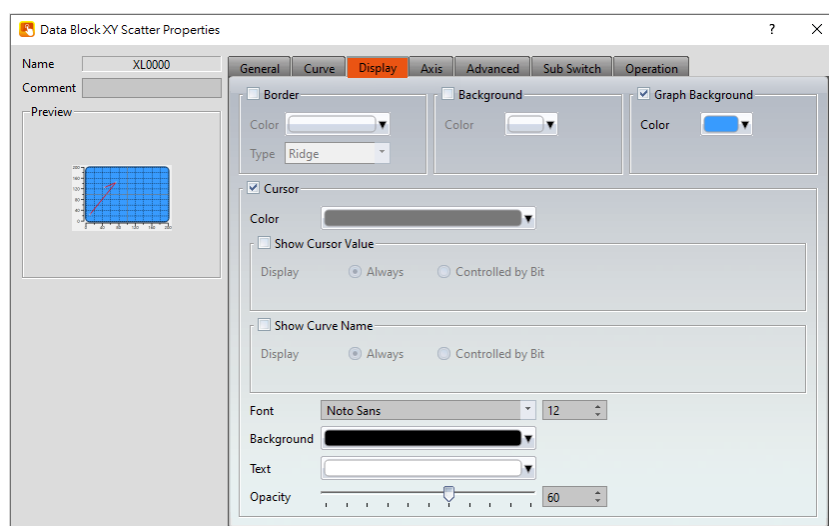 Data Block XY Scatter Properties
? ×
Name XL0000
Comment
Preview
General Curve Display Axis Advanced Sub Switch Operation
Border Background Graph Background
Color Color Color
Type Ridge
Cursor
Color
Show Cursor Value
Display Always Controlled by Bit
Show Curve Name
Display Always Controlled by Bit
Font Noto Sans 12
Background
Text
Opacity 60